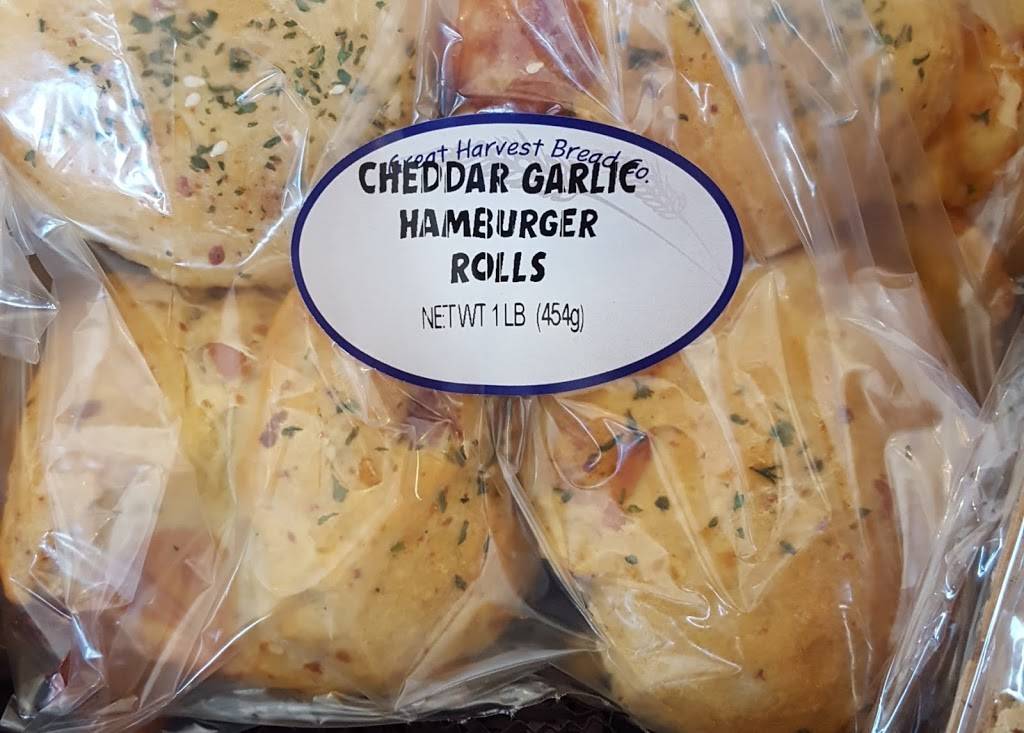 Great Harvest Bread Co.
CHEDDAR GARLIC
HAMBURGER
ROLLS
NET WT 1 LB (454g)